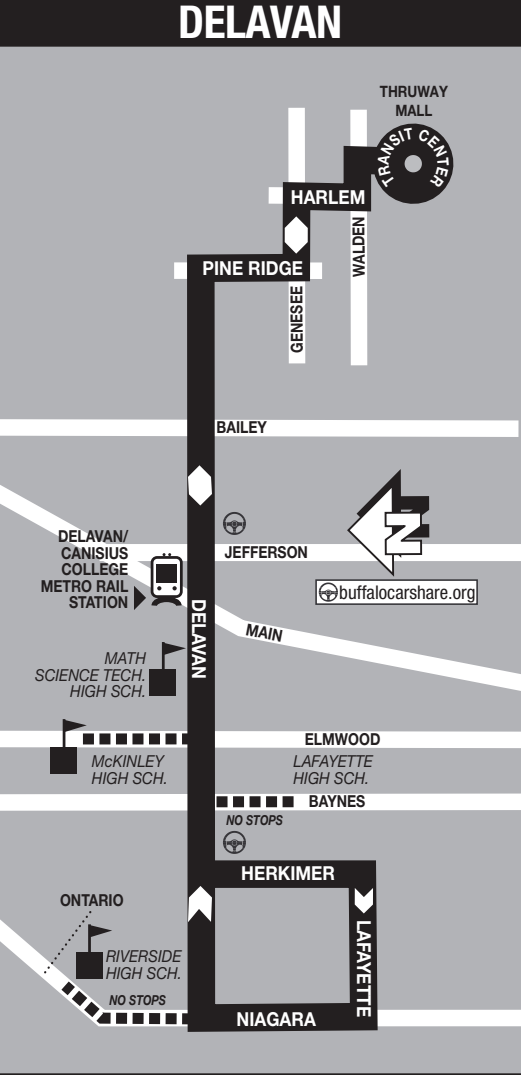 DELAVAN
THRUWAY
MALL
TRANSIT CENTER
HARLEM
WALDEN
PINE RIDGE
GENESEE
BAILEY
N
DELAVAN/
CANISIUS
COLLEGE
METRO RAIL
STATION
JEFFERSON
buffalocarshare.org
DELAVAN
MAIN
MATH
SCIENCE TECH.
HIGH SCH.
ELMWOOD
McKINLEY
HIGH SCH.
LAFAYETTE
HIGH SCH.
BAYNES
NO STOPS
HERKIMER
ONTARIO
LAFAYETTE
RIVERSIDE
HIGH SCH.
NO STOPS
NIAGARA